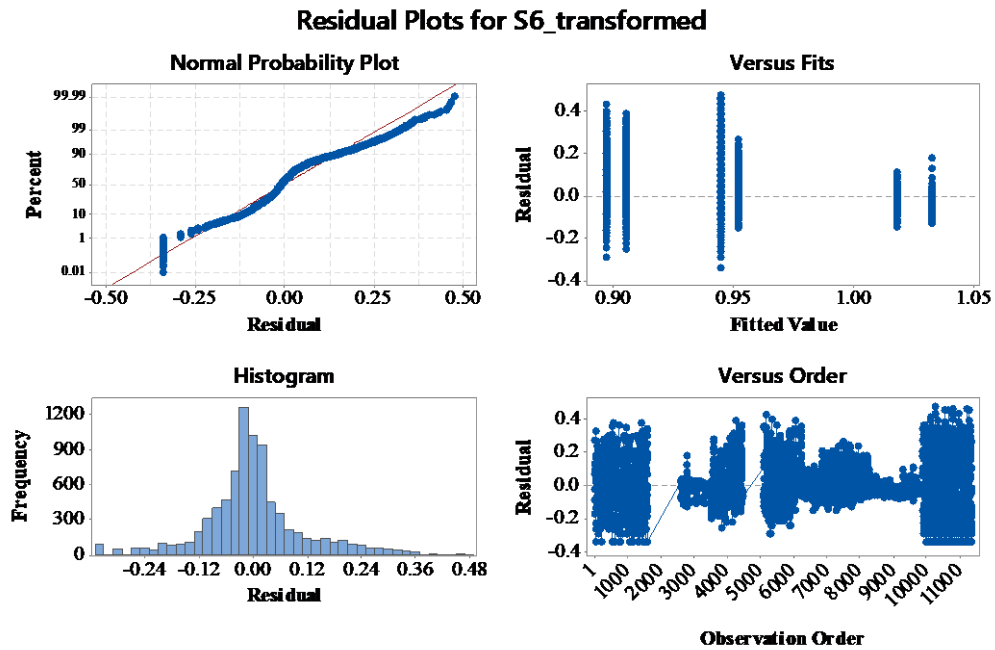 Residual Plots for S6_transformed
Normal Probability Plot
99.99
99
90
50
10
1
0.01
Percent
-0.50 -0.25 0.00 0.25 0.50
Residual
Versus Fits
0.4
0.2
0.0
-0.2
-0.4
Residual
0.90 0.95 1.00 1.05
Fitted Value
Histogram
1200
900
600
300
0
Frequency
-0.24 -0.12 0.00 0.12 0.24 0.36 0.48
Residual
Versus Order
0.4
0.2
0.0
-0.2
-0.4
Residual
1 1000 2000 3000 4000 5000 6000 7000 8000 9000 10000 11000
Observation Order